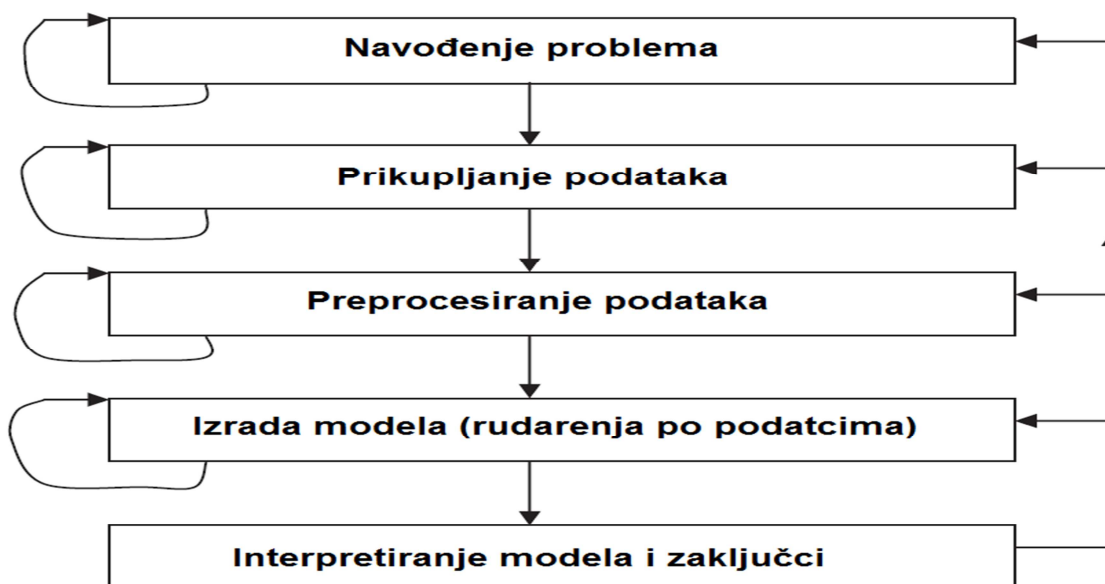 Navođenje problema
Prikupljanje podataka
Preprocesiranje podataka
Izrada modela (rudarenja po podatcima)
Interpretiranje modela i zaključci